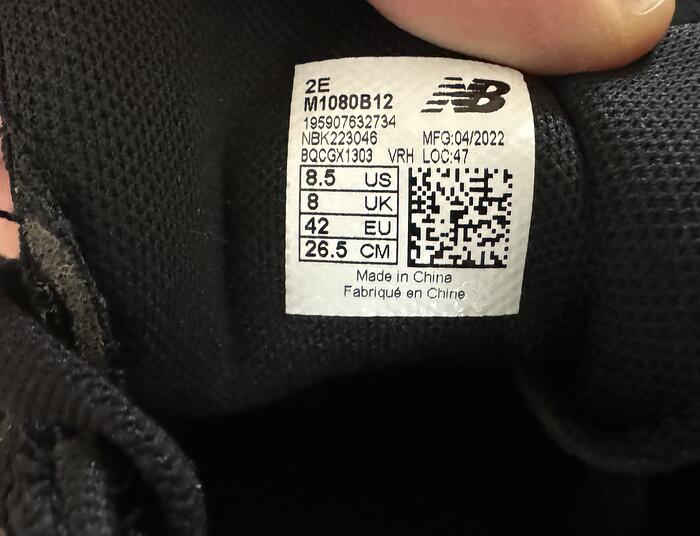 2E
M1080B12
NB
195907632734
NBK223046 MFG:04/2022
BQCGX1303 VRH LOC:47
8.5 US
8 UK
42 EU
26.5 CM
Made in China
Fabriqué en Chine